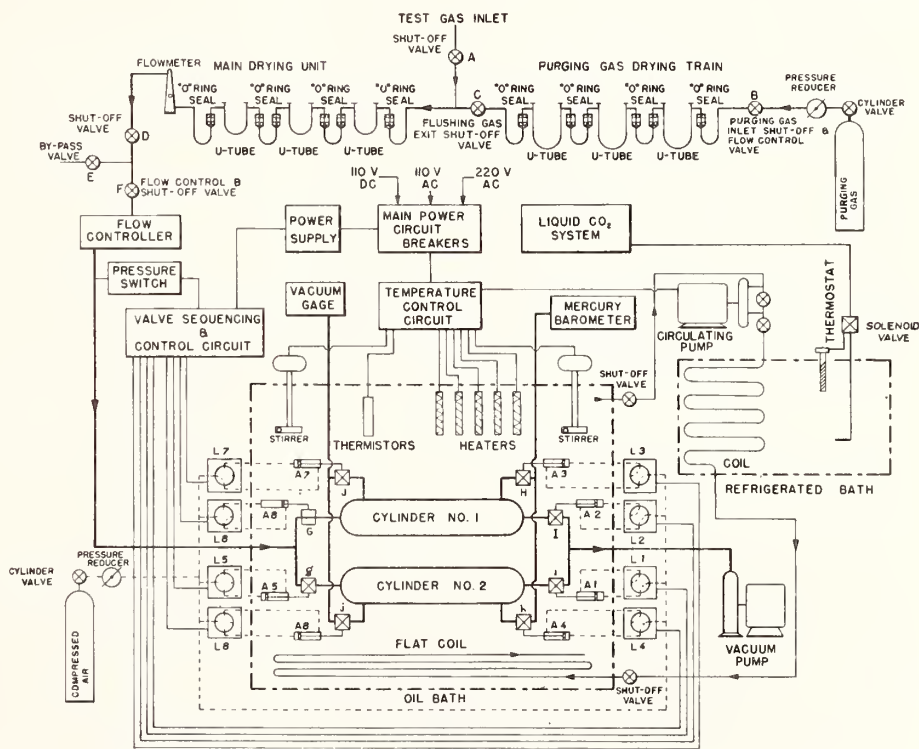 TEST GAS INLET
SHUT-OFF
VALVE
A
FLOWMETER
MAIN DRYING UNIT
PURGING GAS DRYING TRAIN
"O" RING
SEAL
"O" RING
SEAL
"O" RING
SEAL
"O" RING
SEAL
C
"O" RING
SEAL
"O" RING
SEAL
"O" RING
SEAL
"O" RING
SEAL
B
PRESSURE
REDUCER
CYLINDER
VALVE
FLUSHING GAS
EXIT SHUT-OFF
VALVE
PURGING GAS
INLET SHUT-OFF &
FLOW CONTROL
VALVE
U-TUBE
U-TUBE
U-TUBE
U-TUBE
U-TUBE
U-TUBE
PURGING
GAS
SHUT-OFF
VALVE
D
BY-PASS
VALVE
E
F
FLOW CONTROL &
SHUT-OFF VALVE
110 V
DC
110 V
AC
220 V
AC
FLOW
CONTROLLER
POWER
SUPPLY
MAIN POWER
CIRCUIT
BREAKERS
LIQUID CO₂
SYSTEM
PRESSURE
SWITCH
VACUUM
GAGE
TEMPERATURE
CONTROL
CIRCUIT
MERCURY
BAROMETER
VALVE SEQUENCING
&
CONTROL CIRCUIT
CIRCULATING
PUMP
THERMOSTAT
SOLENOID
VALVE
SHUT-OFF
VALVE
STIRRER
THERMISTORS
HEATERS
STIRRER
COIL
REFRIGERATED BATH
L7
A7
J
H
A3
L3
A6
G
CYLINDER NO. 1
I
A2
L6
L2
PRESSURE
REDUCER
CYLINDER
VALVE
L5
A5
g
CYLINDER NO. 2
i
A1
L1
A8
j
h
A4
L8
L4
COMPRESSED
AIR
FLAT COIL
OIL BATH
SHUT-OFF
VALVE
VACUUM
PUMP